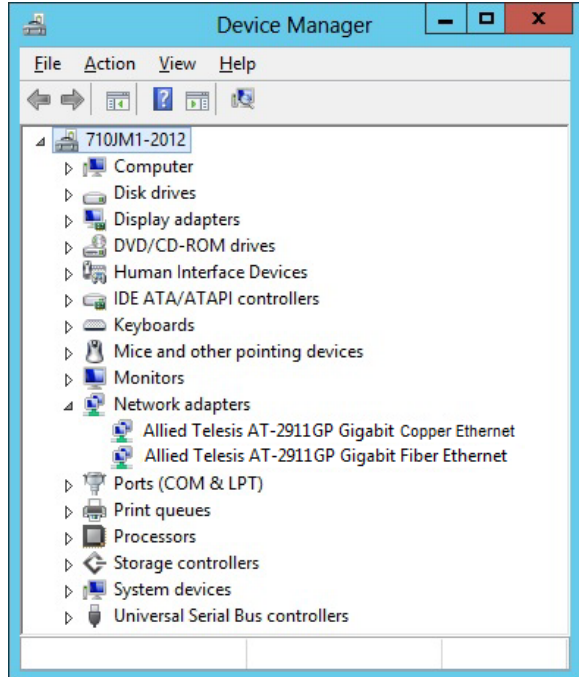 Device Manager
File Action View Help
710JM1-2012
Computer
Disk drives
Display adapters
DVD/CD-ROM drives
Human Interface Devices
IDE ATA/ATAPI controllers
Keyboards
Mice and other pointing devices
Monitors
Network adapters
Allied Telesis AT-2911GP Gigabit Copper Ethernet
Allied Telesis AT-2911GP Gigabit Fiber Ethernet
Ports (COM & LPT)
Print queues
Processors
Storage controllers
System devices
Universal Serial Bus controllers